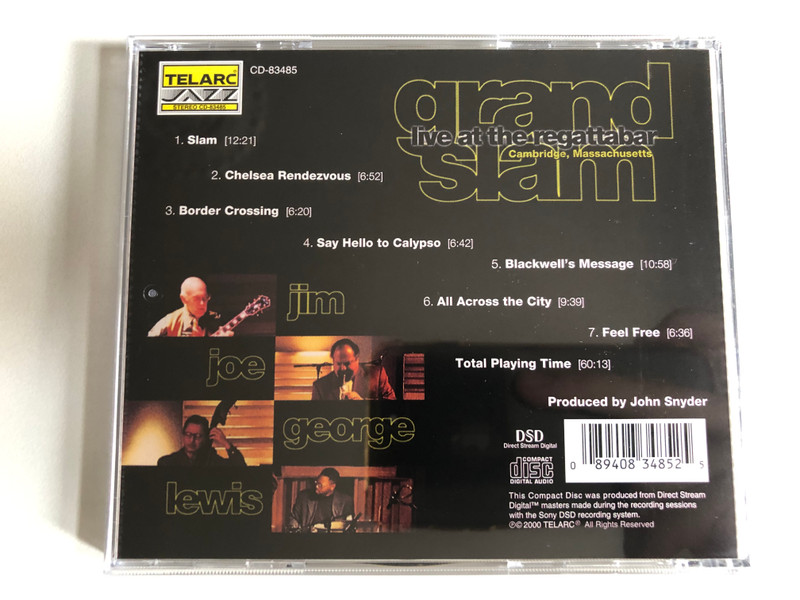 TELARC
JAZZ
STEREO CD-83485
CD-83485
grand
live at the regattabar
Cambridge, Massachusetts
slam
1. Slam [12:21]
2. Chelsea Rendezvous [6:52]
3. Border Crossing [6:20]
4. Say Hello to Calypso [6:42]
5. Blackwell's Message [10:58]
6. All Across the City [9:39]
7. Feel Free [6:36]
Total Playing Time [60:13]
Produced by John Snyder
jim
joe
george
lewis
DSD
Direct Stream Digital
COMPACT
disc
DIGITAL AUDIO
0 89408 34852 5
This Compact Disc was produced from Direct Stream
Digital™ masters made during the recording sessions
with the Sony DSD recording system.
℗© 2000 TELARC® All Rights Reserved